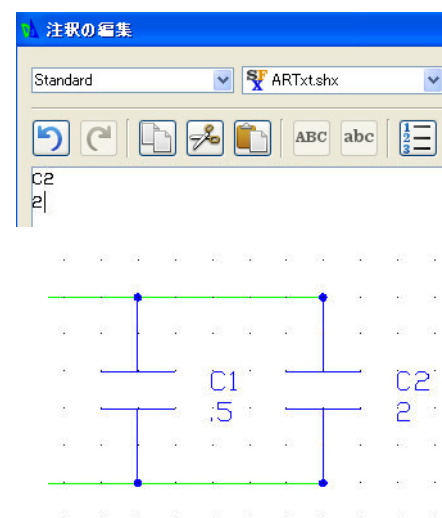 注釈の編集
Standard
ARTxt.shx
ABC
abc
C2
2
C1
.5
C2
2